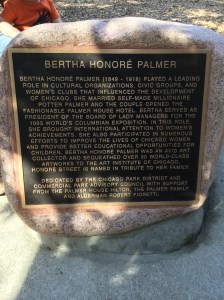 BERTHA HONORÉ PALMER
BERTHA HONORÉ PALMER (1849 - 1918) PLAYED A LEADING
ROLE IN CULTURAL ORGANIZATIONS, CIVIC GROUPS, AND
WOMEN'S CLUBS THAT INFLUENCED THE DEVELOPMENT
OF CHICAGO. SHE MARRIED SELF-MADE MILLIONAIRE
POTTER PALMER AND THE COUPLE OPENED THE
FASHIONABLE PALMER HOUSE HOTEL. BERTHA SERVED AS
PRESIDENT OF THE BOARD OF LADY MANAGERS FOR THE
1893 WORLD'S COLUMBIAN EXPOSITION. IN THIS ROLE,
SHE BROUGHT INTERNATIONAL ATTENTION TO WOMEN'S
ACHIEVEMENTS. SHE ALSO PARTICIPATED IN NUMEROUS
EFFORTS TO IMPROVE THE LIVES OF CHICAGO WOMEN
AND PROVIDE BETTER EDUCATIONAL OPPORTUNITIES FOR
CHILDREN. BERTHA HONORÉ PALMER WAS AN AVID ART
COLLECTOR AND BEQUEATHED OVER 50 WORLD-CLASS
ARTWORKS TO THE ART INSTITUTE OF CHICAGO.
HONORE STREET IS NAMED IN TRIBUTE TO HER FAMILY.
DEDICATED BY THE CHICAGO PARK DISTRICT AND
COMMERCIAL PARK ADVISORY COUNCIL WITH SUPPORT
FROM THE PALMER HOUSE HILTON, THE PALMER FAMILY
AND ALDERMAN ROBERT FIORETTI.